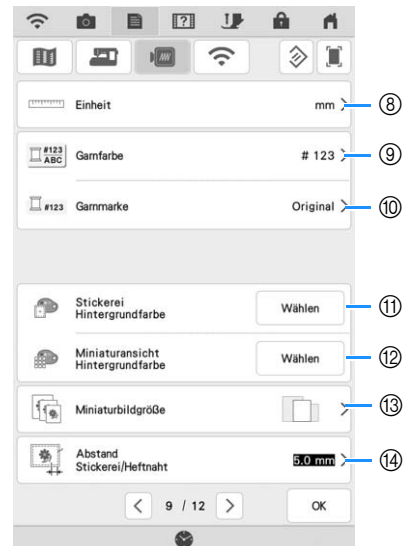 Einheit
mm
⑧
#123
ABC
Garnfarbe
# 123
⑨
#123
Garnmarke
Original
⑩
Stickerei
Hintergrundfarbe
Wählen
⑪
Miniaturansicht
Hintergrundfarbe
Wählen
⑫
Miniaturbildgröße
⑬
Abstand
Stickerei/Heftnaht
5.0 mm
⑭
9 / 12
OK